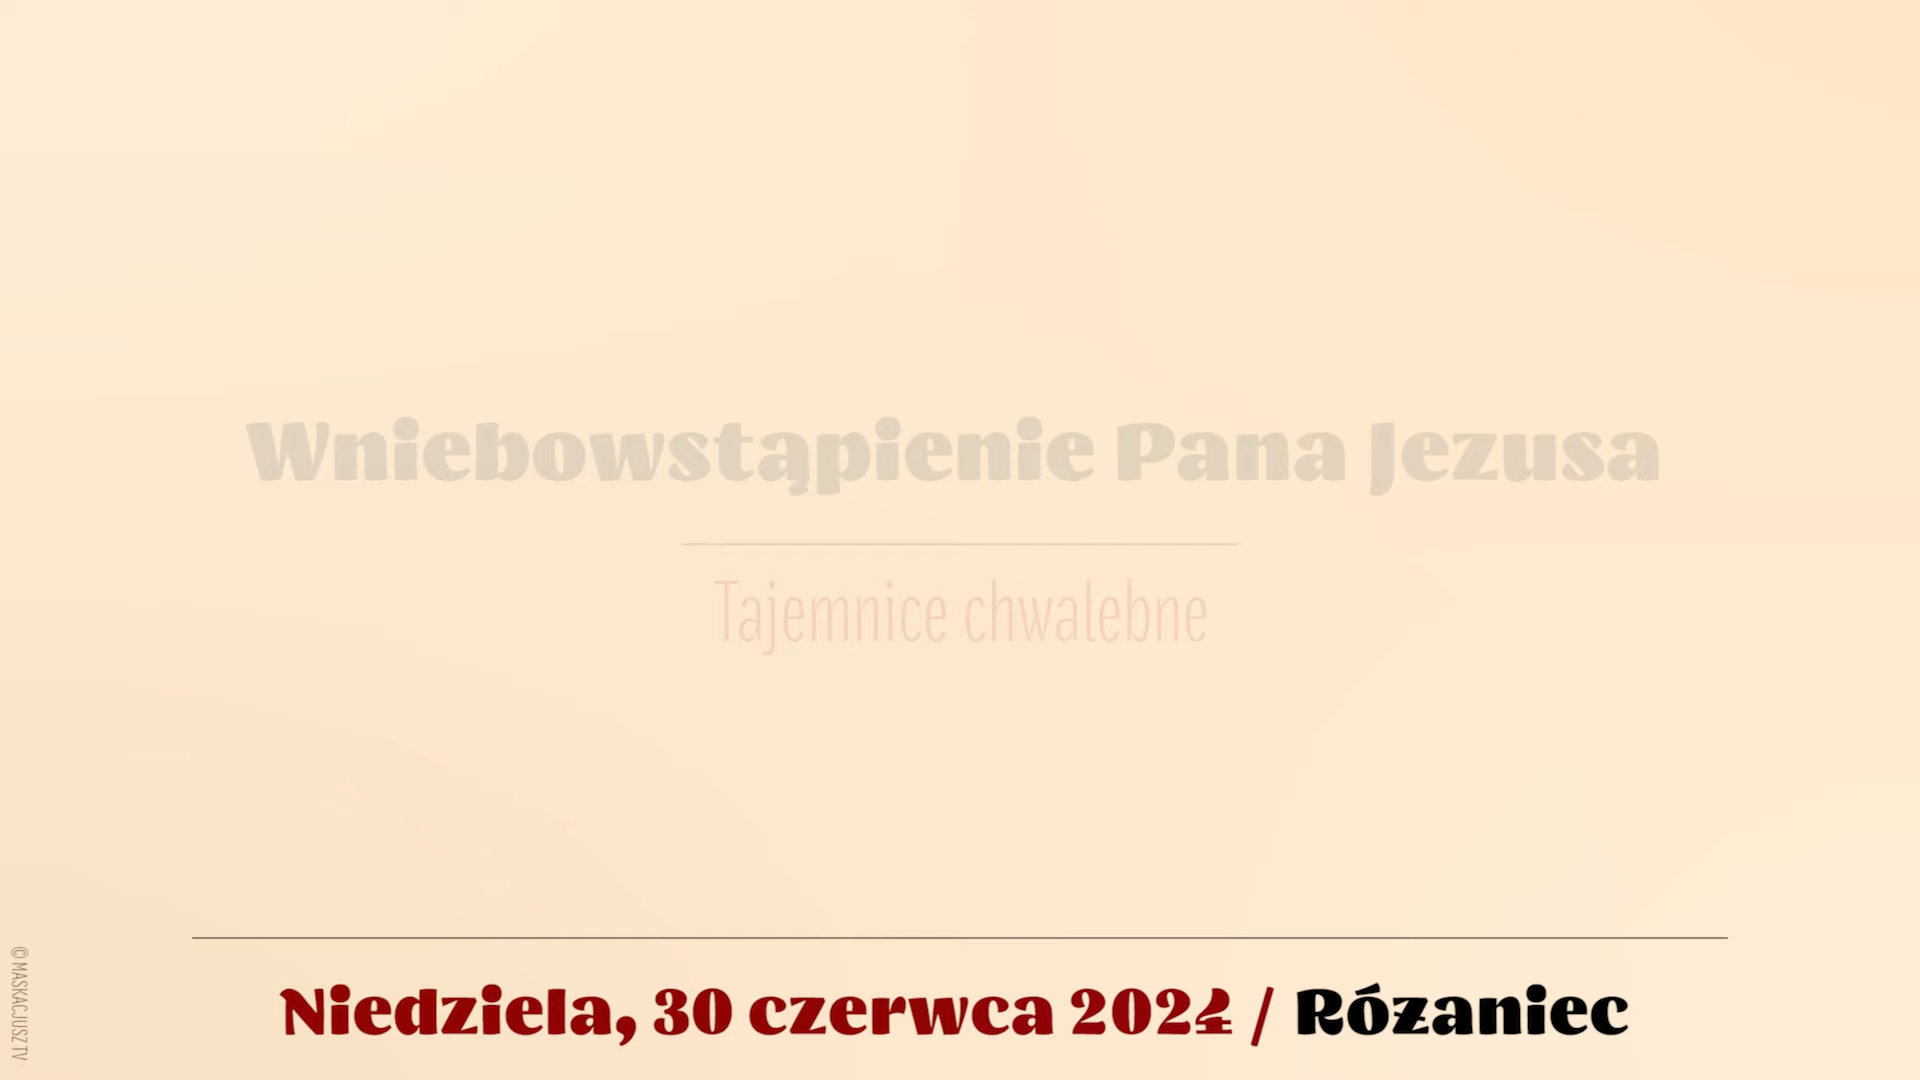 Wniebowstąpienie Pana Jezusa
Tajemnice chwalebne
Niedziela, 30 czerwca 2024 / Różaniec
© MASKACJUSZ TV